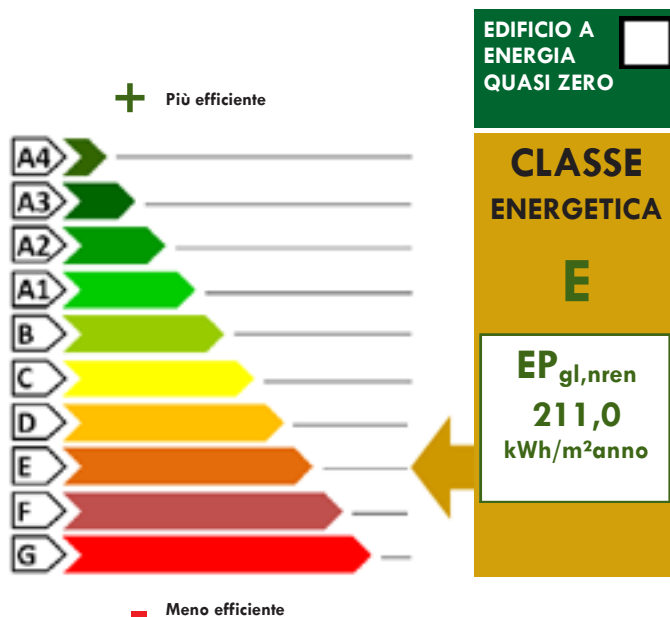 EDIFICIO A
ENERGIA
QUASI ZERO
+ Più efficiente
A4
A3
A2
A1
B
C
D
E
F
G
- Meno efficiente
CLASSE
ENERGETICA
E
EPgl,nren
211,0
kWh/m²anno